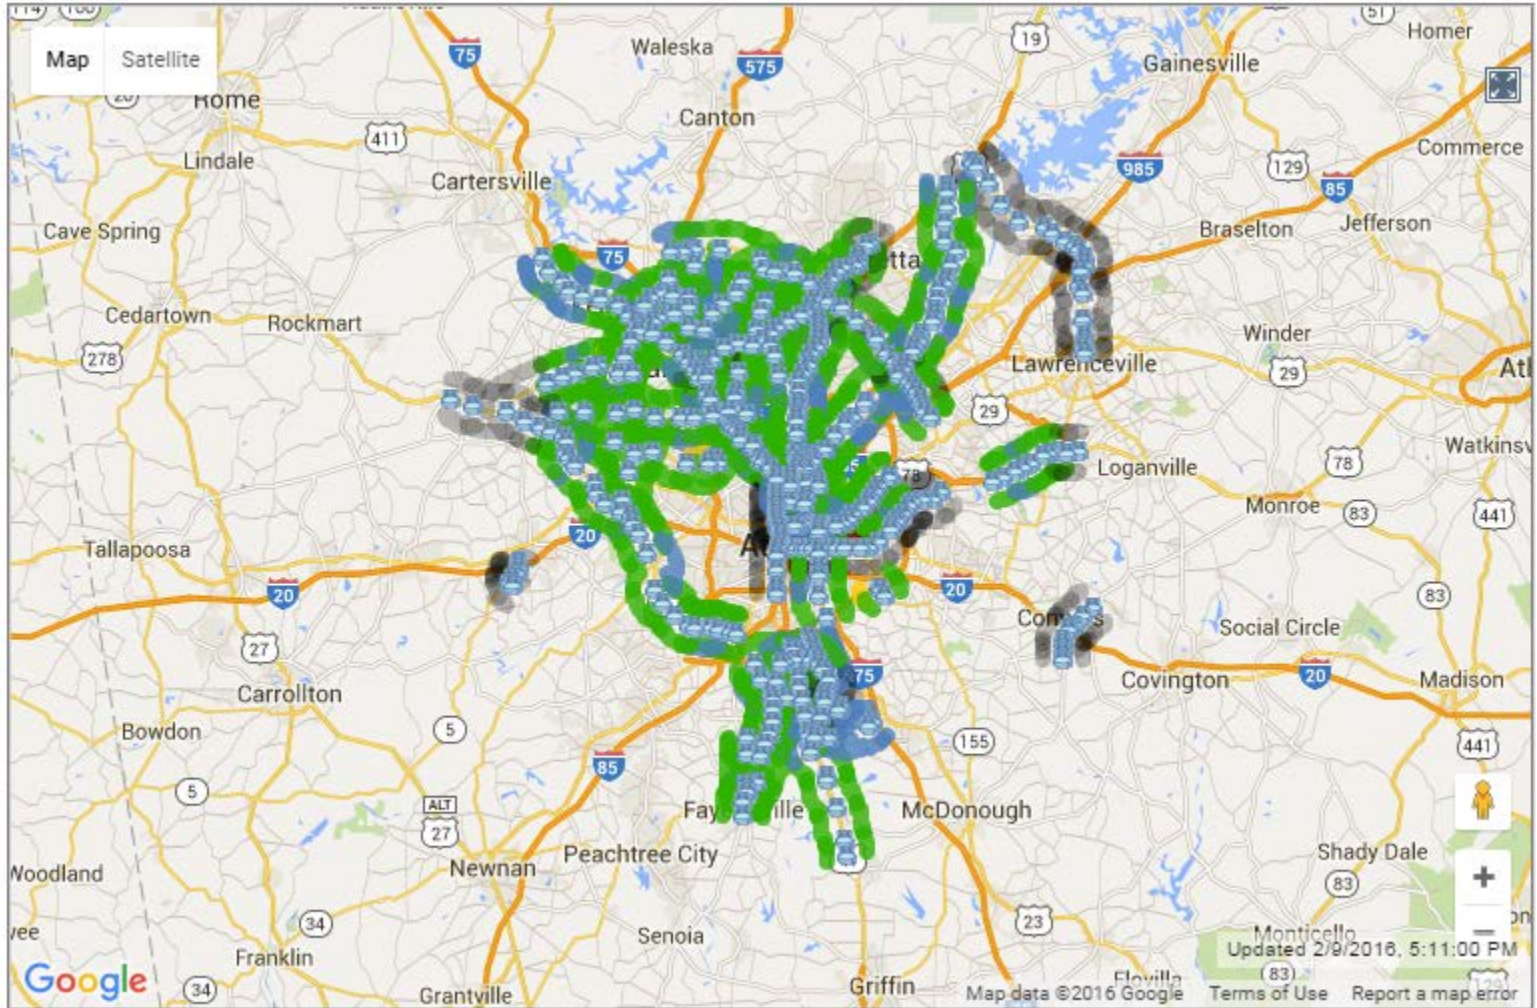 75
575
Waleska
19
51
Homer
Gainesville
Map
Satellite
Rome
Canton
411
Lindale
Cartersville
985
129
Commerce
85
Cave Spring
Braselton
Jefferson
75
Cedartown
Rockmart
278
Winder
Lawrenceville
29
29
78
Loganville
78
Monroe
83
441
Tallapoosa
20
20
20
83
27
Social Circle
Carrollton
75
Covington
20
Madison
5
Bowdon
155
441
85
5
ALT
27
McDonough
Newnan
Peachtree City
Woodland
Shady Dale
83
+
34
23
Senoia
Monticello
Updated 2/9/2016, 5:11:00 PM
Franklin
83
Google
34
Grantville
Griffin
Map data ©2016 Google
Terms of Use
Report a map error